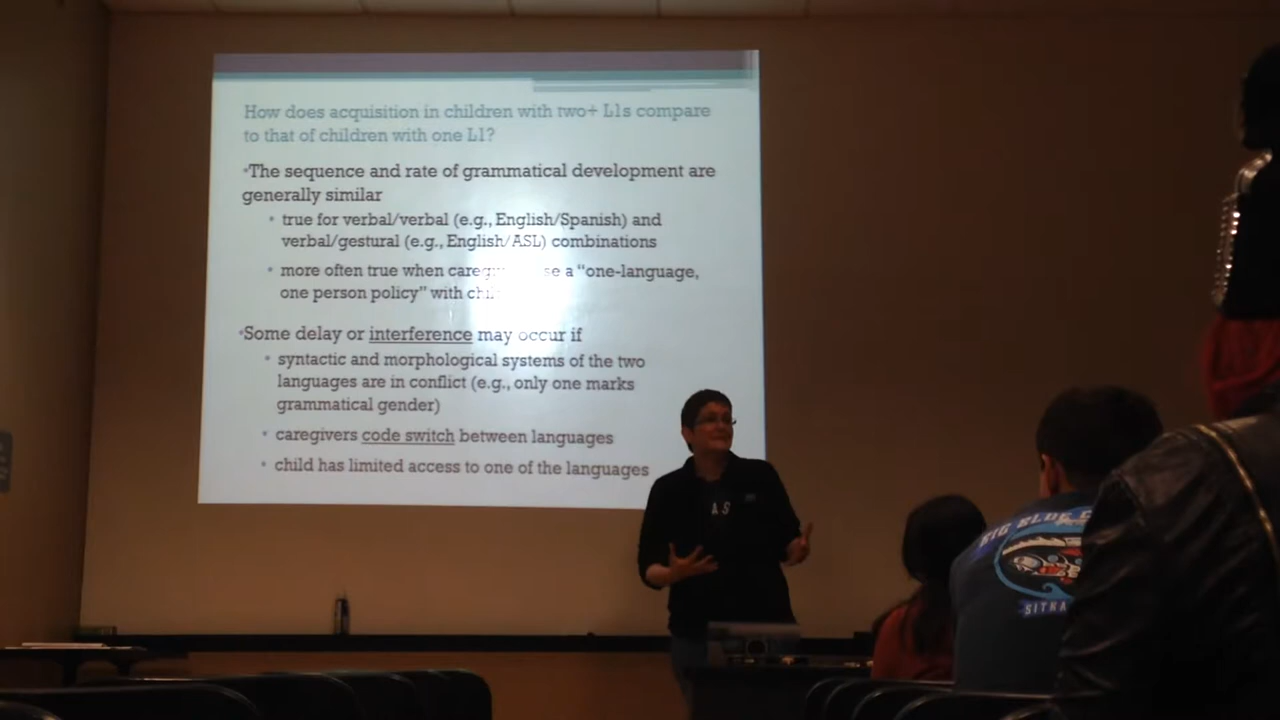 How does acquisition in children with two+ L1s compare
to that of children with one L1?
•The sequence and rate of grammatical development are
generally similar
• true for verbal/verbal (e.g., English/Spanish) and
verbal/gestural (e.g., English/ASL) combinations
• more often true when a "one-language,
one person policy" with
•Some delay or interference may occur if
• syntactic and morphological systems of the two
languages are in conflict (e.g., only one marks
grammatical gender)
• caregivers code switch between languages
• child has limited access to one of the languages
AS
BIG BLUE
SITKA